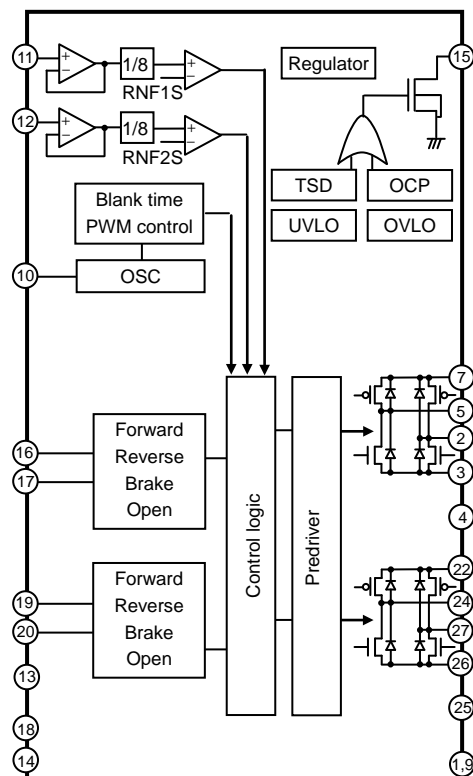 11
1/8
Regulator
15
RNF1S
12
1/8
RNF2S
TSD
OCP
Blank time
PWM control
UVLO
OVLO
10
OSC
7
5
2
3
16
17
Forward
Reverse
Brake
Open
Control logic
Predriver
4
22
24
27
26
19
20
Forward
Reverse
Brake
Open
13
25
18
14
1,9